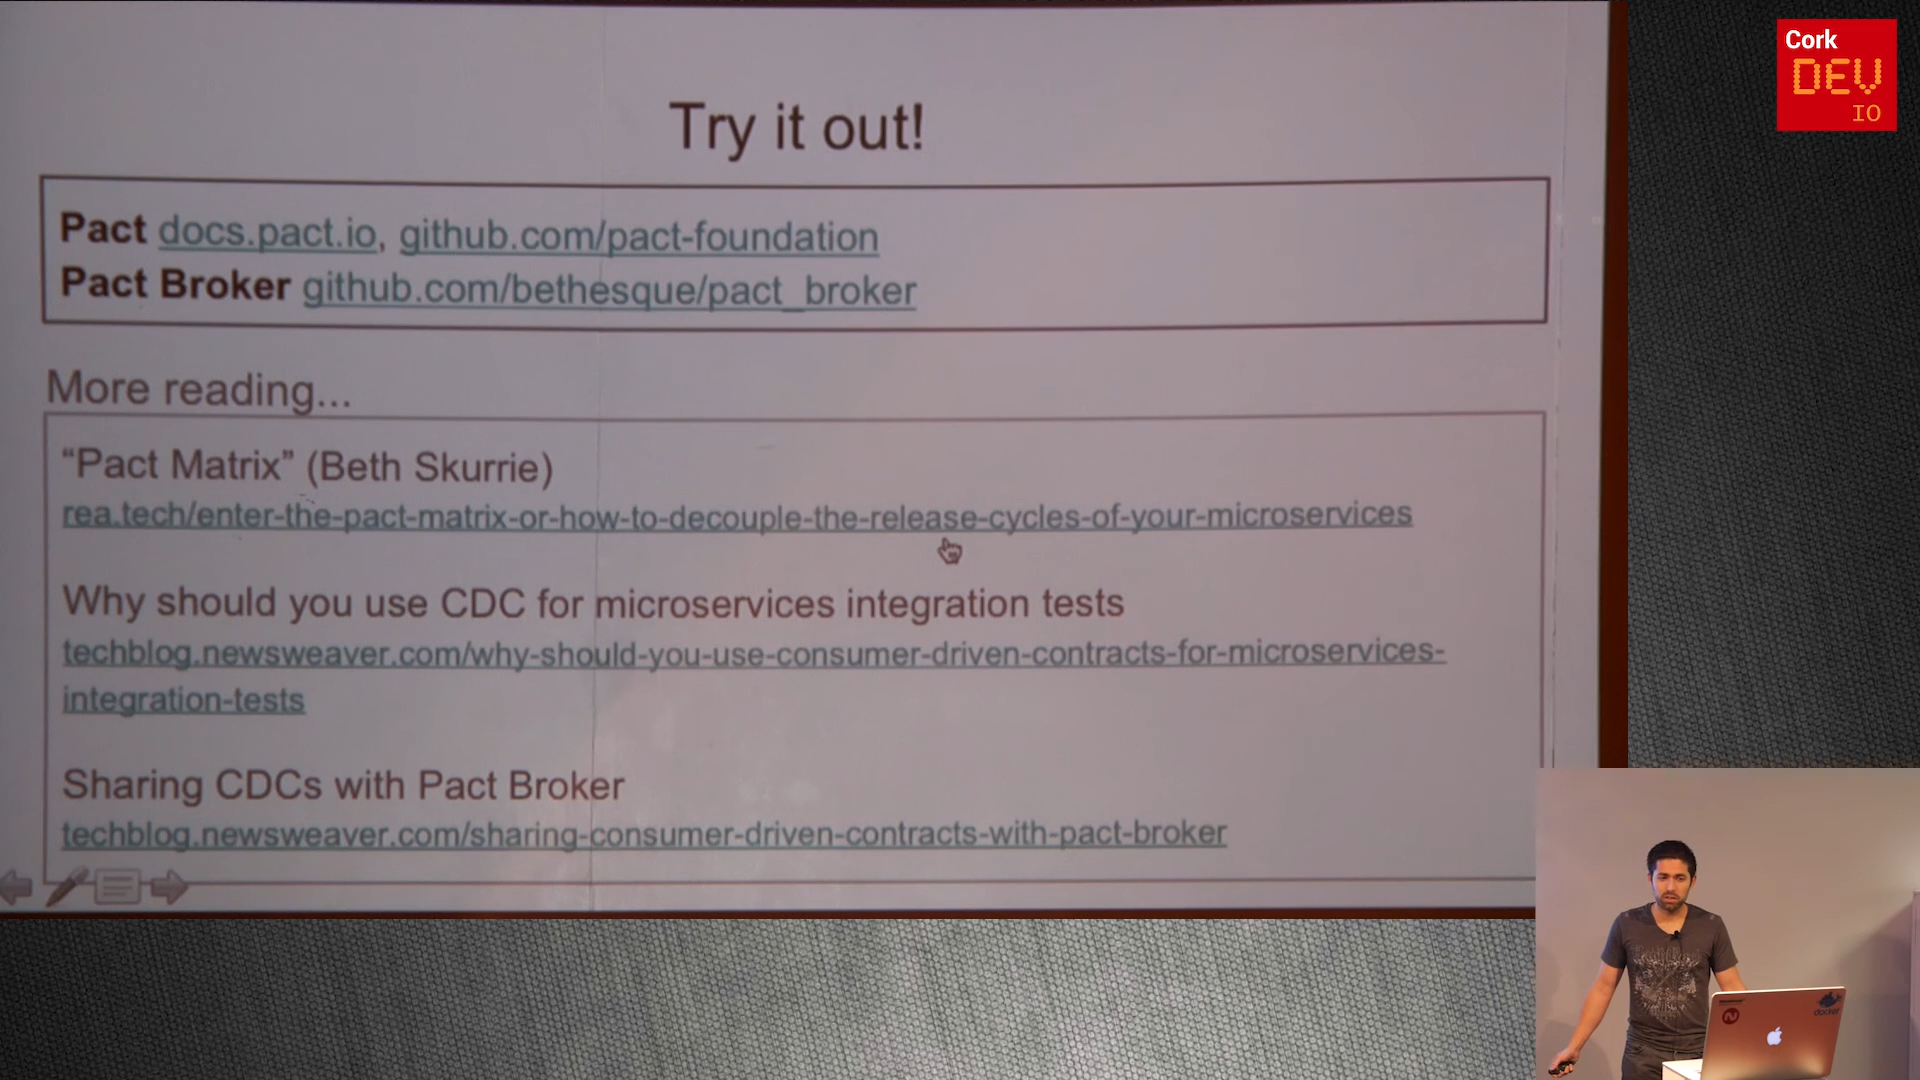 Try it out!
Pact docs.pact.io, github.com/pact-foundation
Pact Broker github.com/bethesque/pact_broker
More reading...
“Pact Matrix” (Beth Skurrie)
rea.tech/enter-the-pact-matrix-or-how-to-decouple-the-release-cycles-of-your-microservices
Why should you use CDC for microservices integration tests
techblog.newsweaver.com/why-should-you-use-consumer-driven-contracts-for-microservices-
integration-tests
Sharing CDCs with Pact Broker
techblog.newsweaver.com/sharing-consumer-driven-contracts-with-pact-broker
Cork
DEV
IO
docker